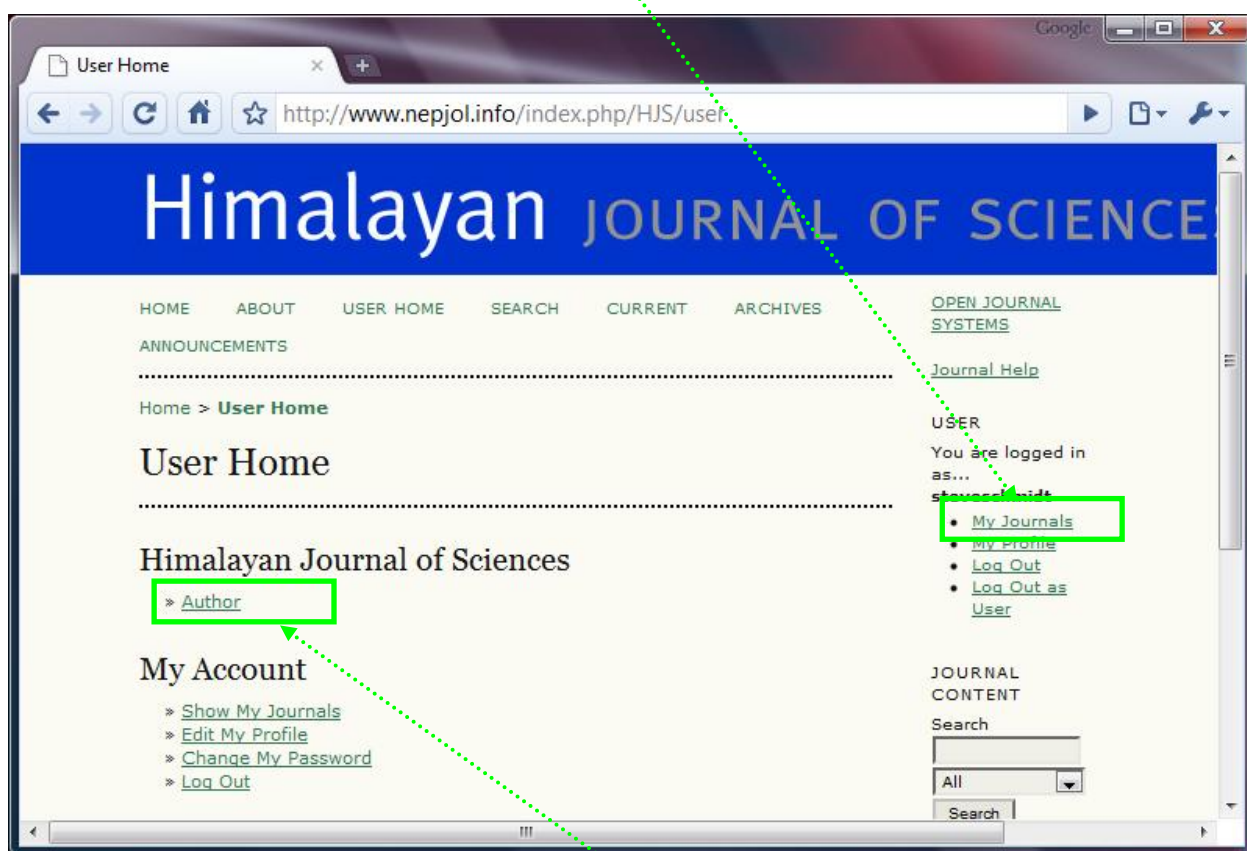 Google
User Home
http://www.nepjol.info/index.php/HJS/user
Himalayan JOURNAL OF SCIENCES
HOME ABOUT USER HOME SEARCH CURRENT ARCHIVES
ANNOUNCEMENTS
Home > User Home
User Home
Himalayan Journal of Sciences
» Author
My Account
» Show My Journals
» Edit My Profile
» Change My Password
» Log Out
OPEN JOURNAL
SYSTEMS
Journal Help
USER
You are logged in
as...
steveschmidt
• My Journals
• My Profile
• Log Out
• Log Out as
User
JOURNAL
CONTENT
Search
All
Search